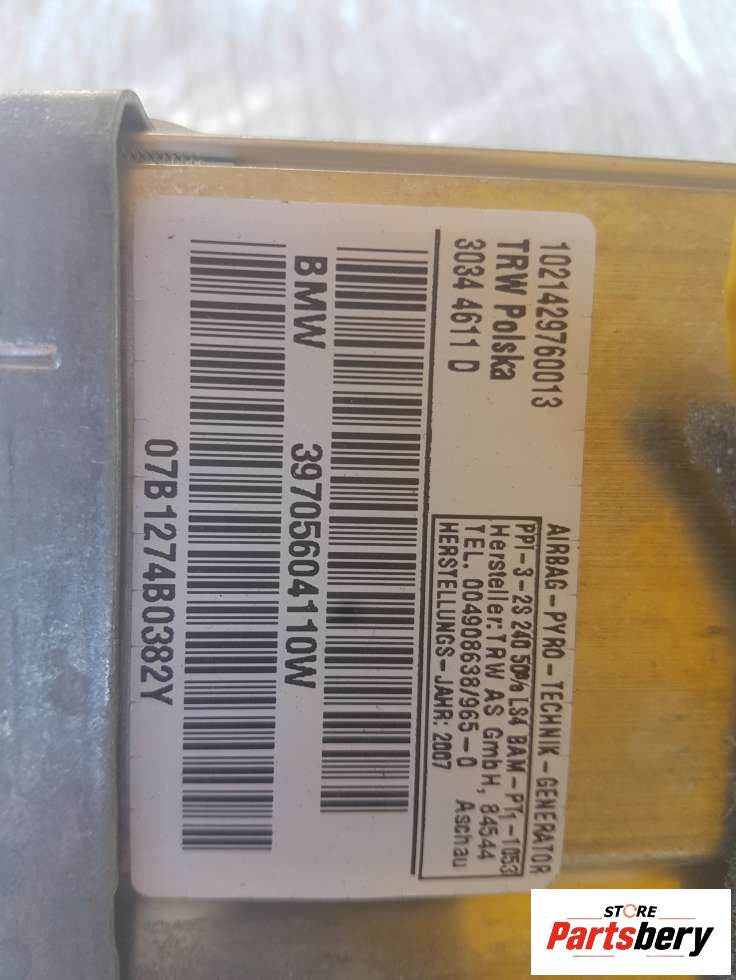 1021429760013
TRW Polska
3034 4611 D
AIRBAG-PYRO-TECHNIK-GENERATOR
PPT-3-2S 240 50% LS4 BAM-PT1-1053
Hersteller:TRW AS GmbH, 84544 Aschau
TEL. 004908638/965-0
HERSTELLUNGS-JAHR: 2007
BMW 39705604110W
07B1274B0382Y
STORE
Partsbery